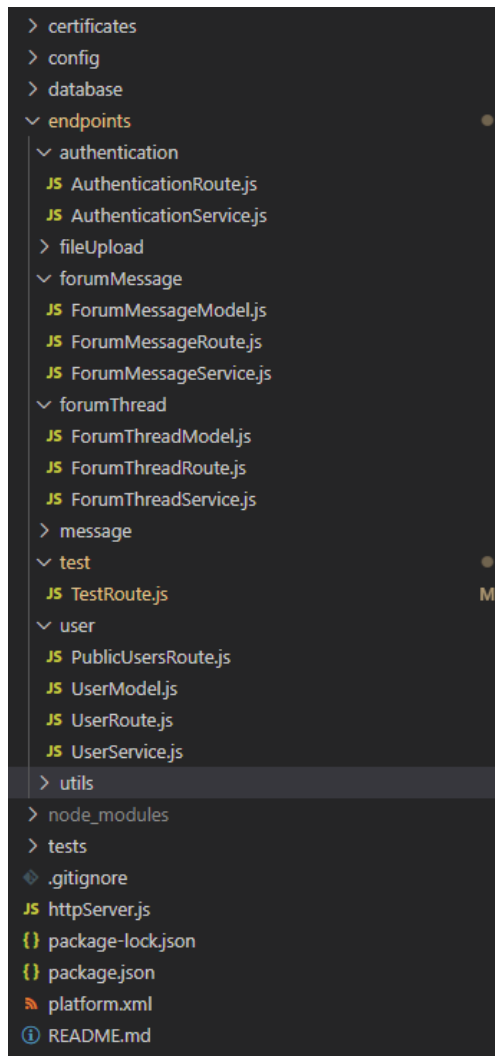 certificates
config
database
endpoints
authentication
JS AuthenticationRoute.js
JS AuthenticationService.js
fileUpload
forumMessage
JS ForumMessageModel.js
JS ForumMessageRoute.js
JS ForumMessageService.js
forumThread
JS ForumThreadModel.js
JS ForumThreadRoute.js
JS ForumThreadService.js
message
test
JS TestRoute.js M
user
JS PublicUsersRoute.js
JS UserModel.js
JS UserRoute.js
JS UserService.js
utils
node_modules
tests
.gitignore
JS httpServer.js
{} package-lock.json
{} package.json
platform.xml
README.md